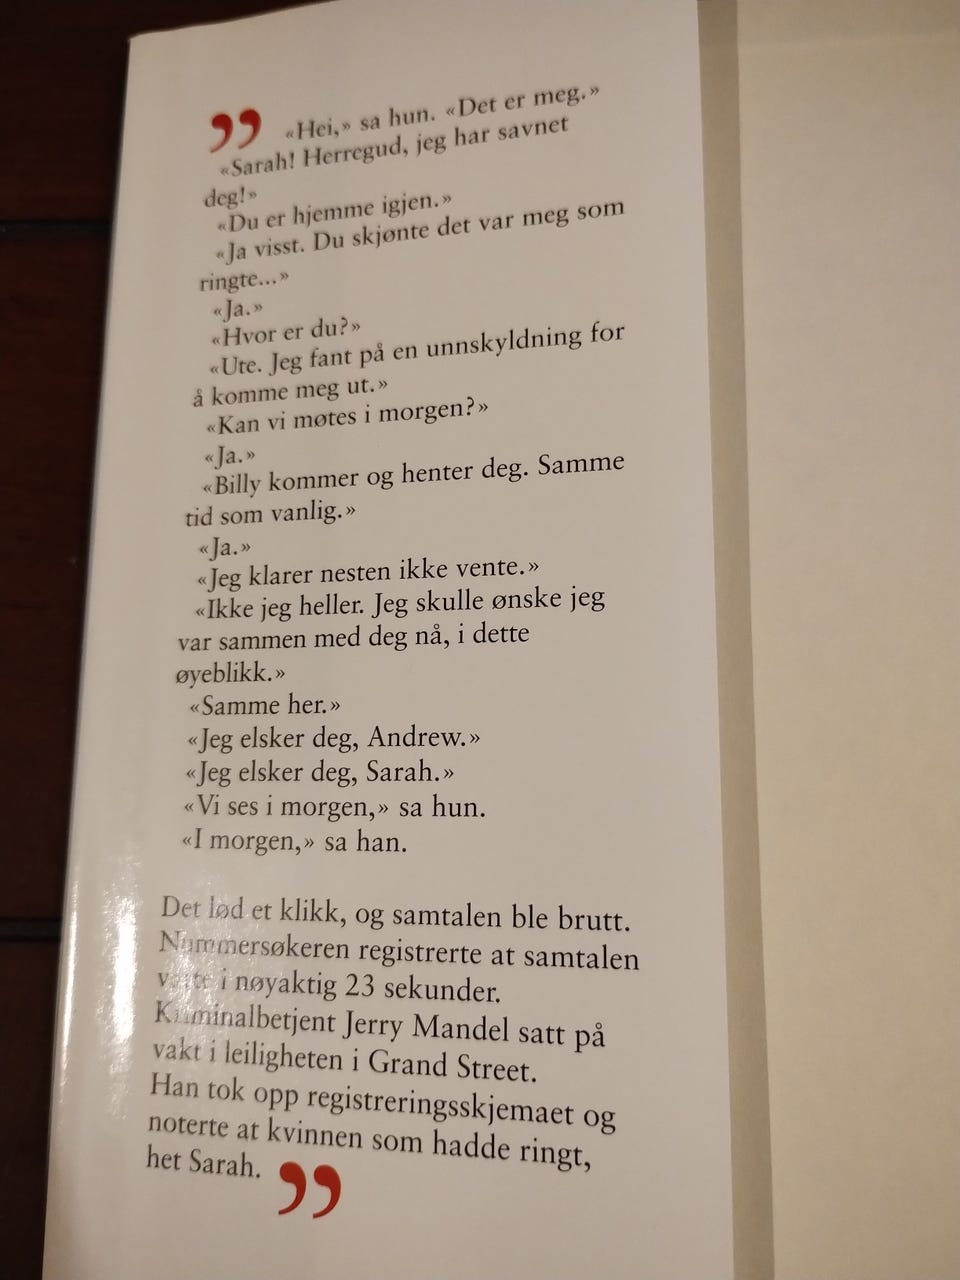 ” «Hei,» sa hun. «Det er meg.»
«Sarah! Herregud, jeg har savnet
deg!»
«Du er hjemme igjen.»
«Ja visst. Du skjønte det var meg som
ringte...»
«Ja.»
«Hvor er du?»
«Ute. Jeg fant på en unnskyldning for
å komme meg ut.»
«Kan vi møtes i morgen?»
«Ja.»
«Billy kommer og henter deg. Samme
tid som vanlig.»
«Ja.»
«Jeg klarer nesten ikke vente.»
«Ikke jeg heller. Jeg skulle ønske jeg
var sammen med deg nå, i dette
øyeblikk.»
«Samme her.»
«Jeg elsker deg, Andrew.»
«Jeg elsker deg, Sarah.»
«Vi ses i morgen,» sa hun.
«I morgen,» sa han.
Det lød et klikk, og samtalen ble brutt.
Nummersøkeren registrerte at samtalen
varte i nøyaktig 23 sekunder.
Kriminalbetjent Jerry Mandel satt på
vakt i leiligheten i Grand Street.
Han tok opp registreringsskjemaet og
noterte at kvinnen som hadde ringt,
het Sarah. ”